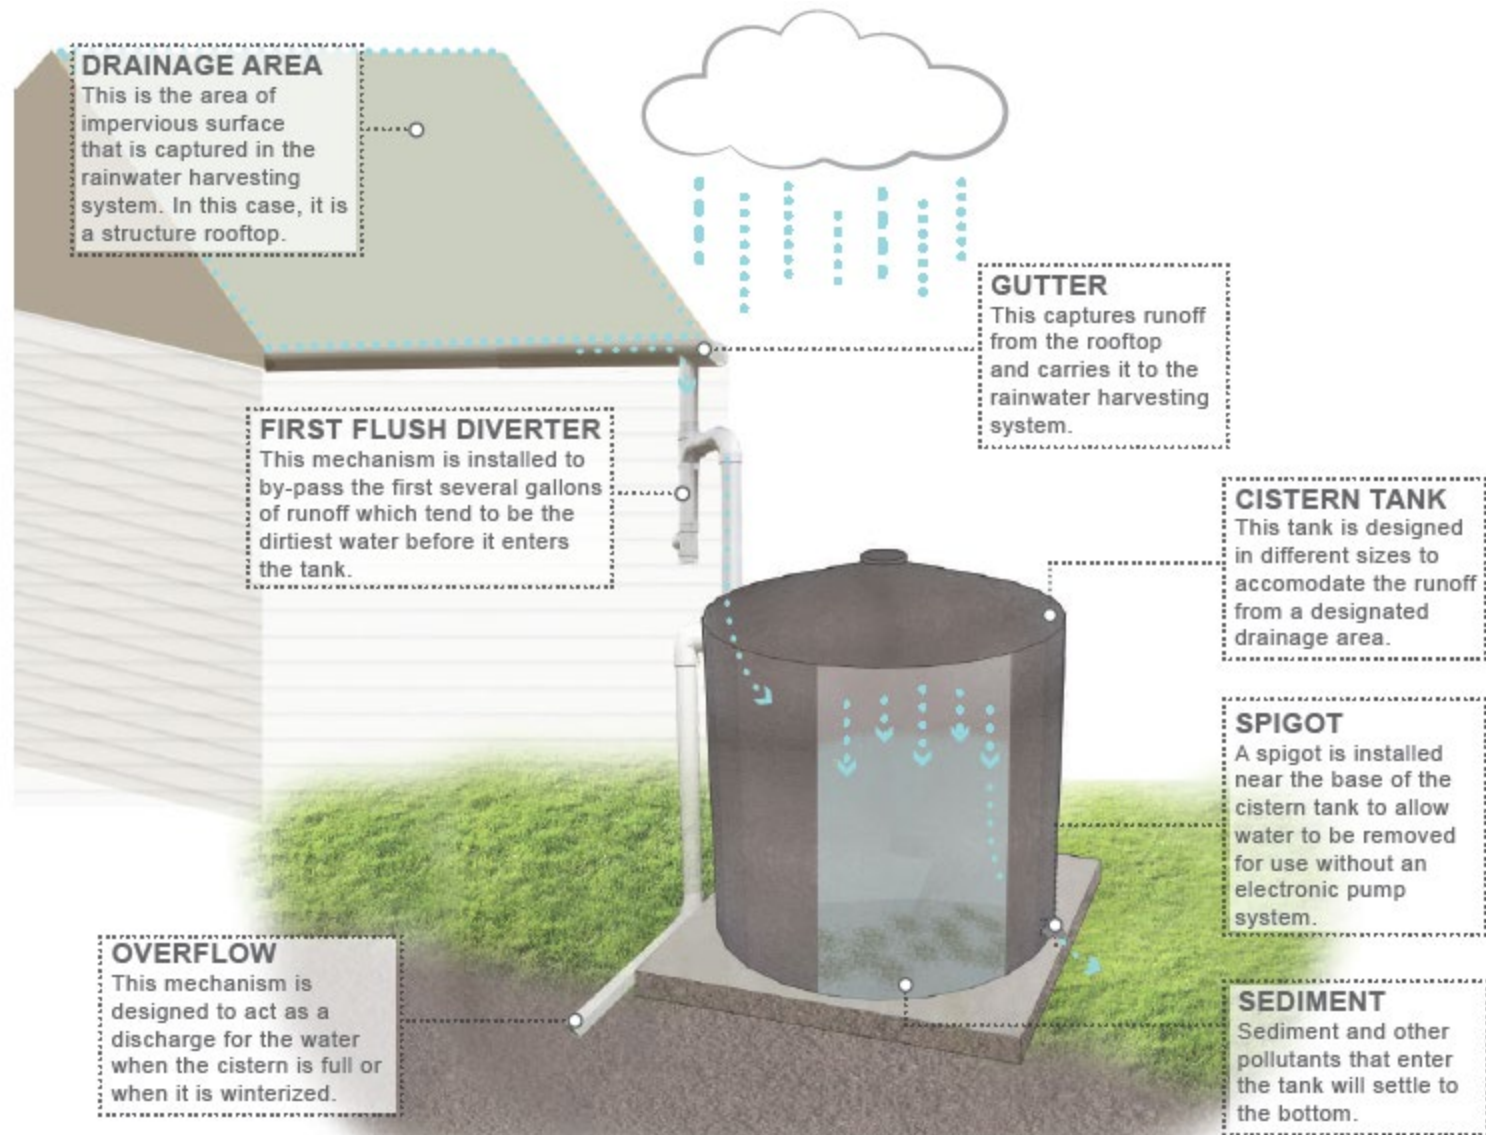 DRAINAGE AREA
This is the area of
impervious surface
that is captured in the
rainwater harvesting
system. In this case, it is
a structure rooftop.
GUTTER
This captures runoff
from the rooftop
and carries it to the
rainwater harvesting
system.
FIRST FLUSH DIVERTER
This mechanism is installed to
by-pass the first several gallons
of runoff which tend to be the
dirtiest water before it enters
the tank.
CISTERN TANK
This tank is designed
in different sizes to
accomodate the runoff
from a designated
drainage area.
SPIGOT
A spigot is installed
near the base of the
cistern tank to allow
water to be removed
for use without an
electronic pump
system.
OVERFLOW
This mechanism is
designed to act as a
discharge for the water
when the cistern is full or
when it is winterized.
SEDIMENT
Sediment and other
pollutants that enter
the tank will settle to
the bottom.